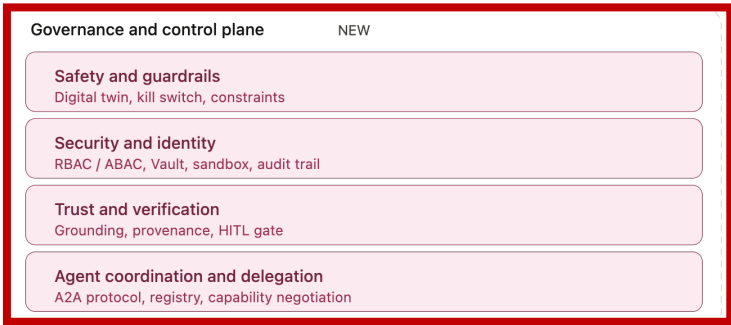 Governance and control plane NEW
Safety and guardrails
Digital twin, kill switch, constraints
Security and identity
RBAC / ABAC, Vault, sandbox, audit trail
Trust and verification
Grounding, provenance, HITL gate
Agent coordination and delegation
A2A protocol, registry, capability negotiation